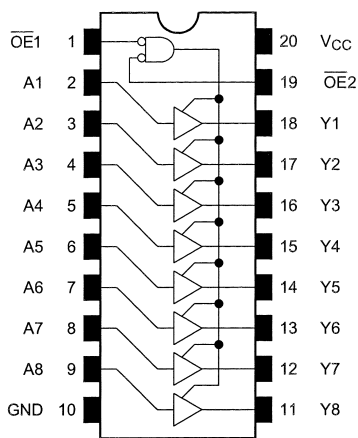 O̅E̅1 1 20 VCC
A1 2 19 O̅E̅2
A2 3 18 Y1
A3 4 17 Y2
A4 5 16 Y3
A5 6 15 Y4
A6 7 14 Y5
A7 8 13 Y6
A8 9 12 Y7
GND 10 11 Y8